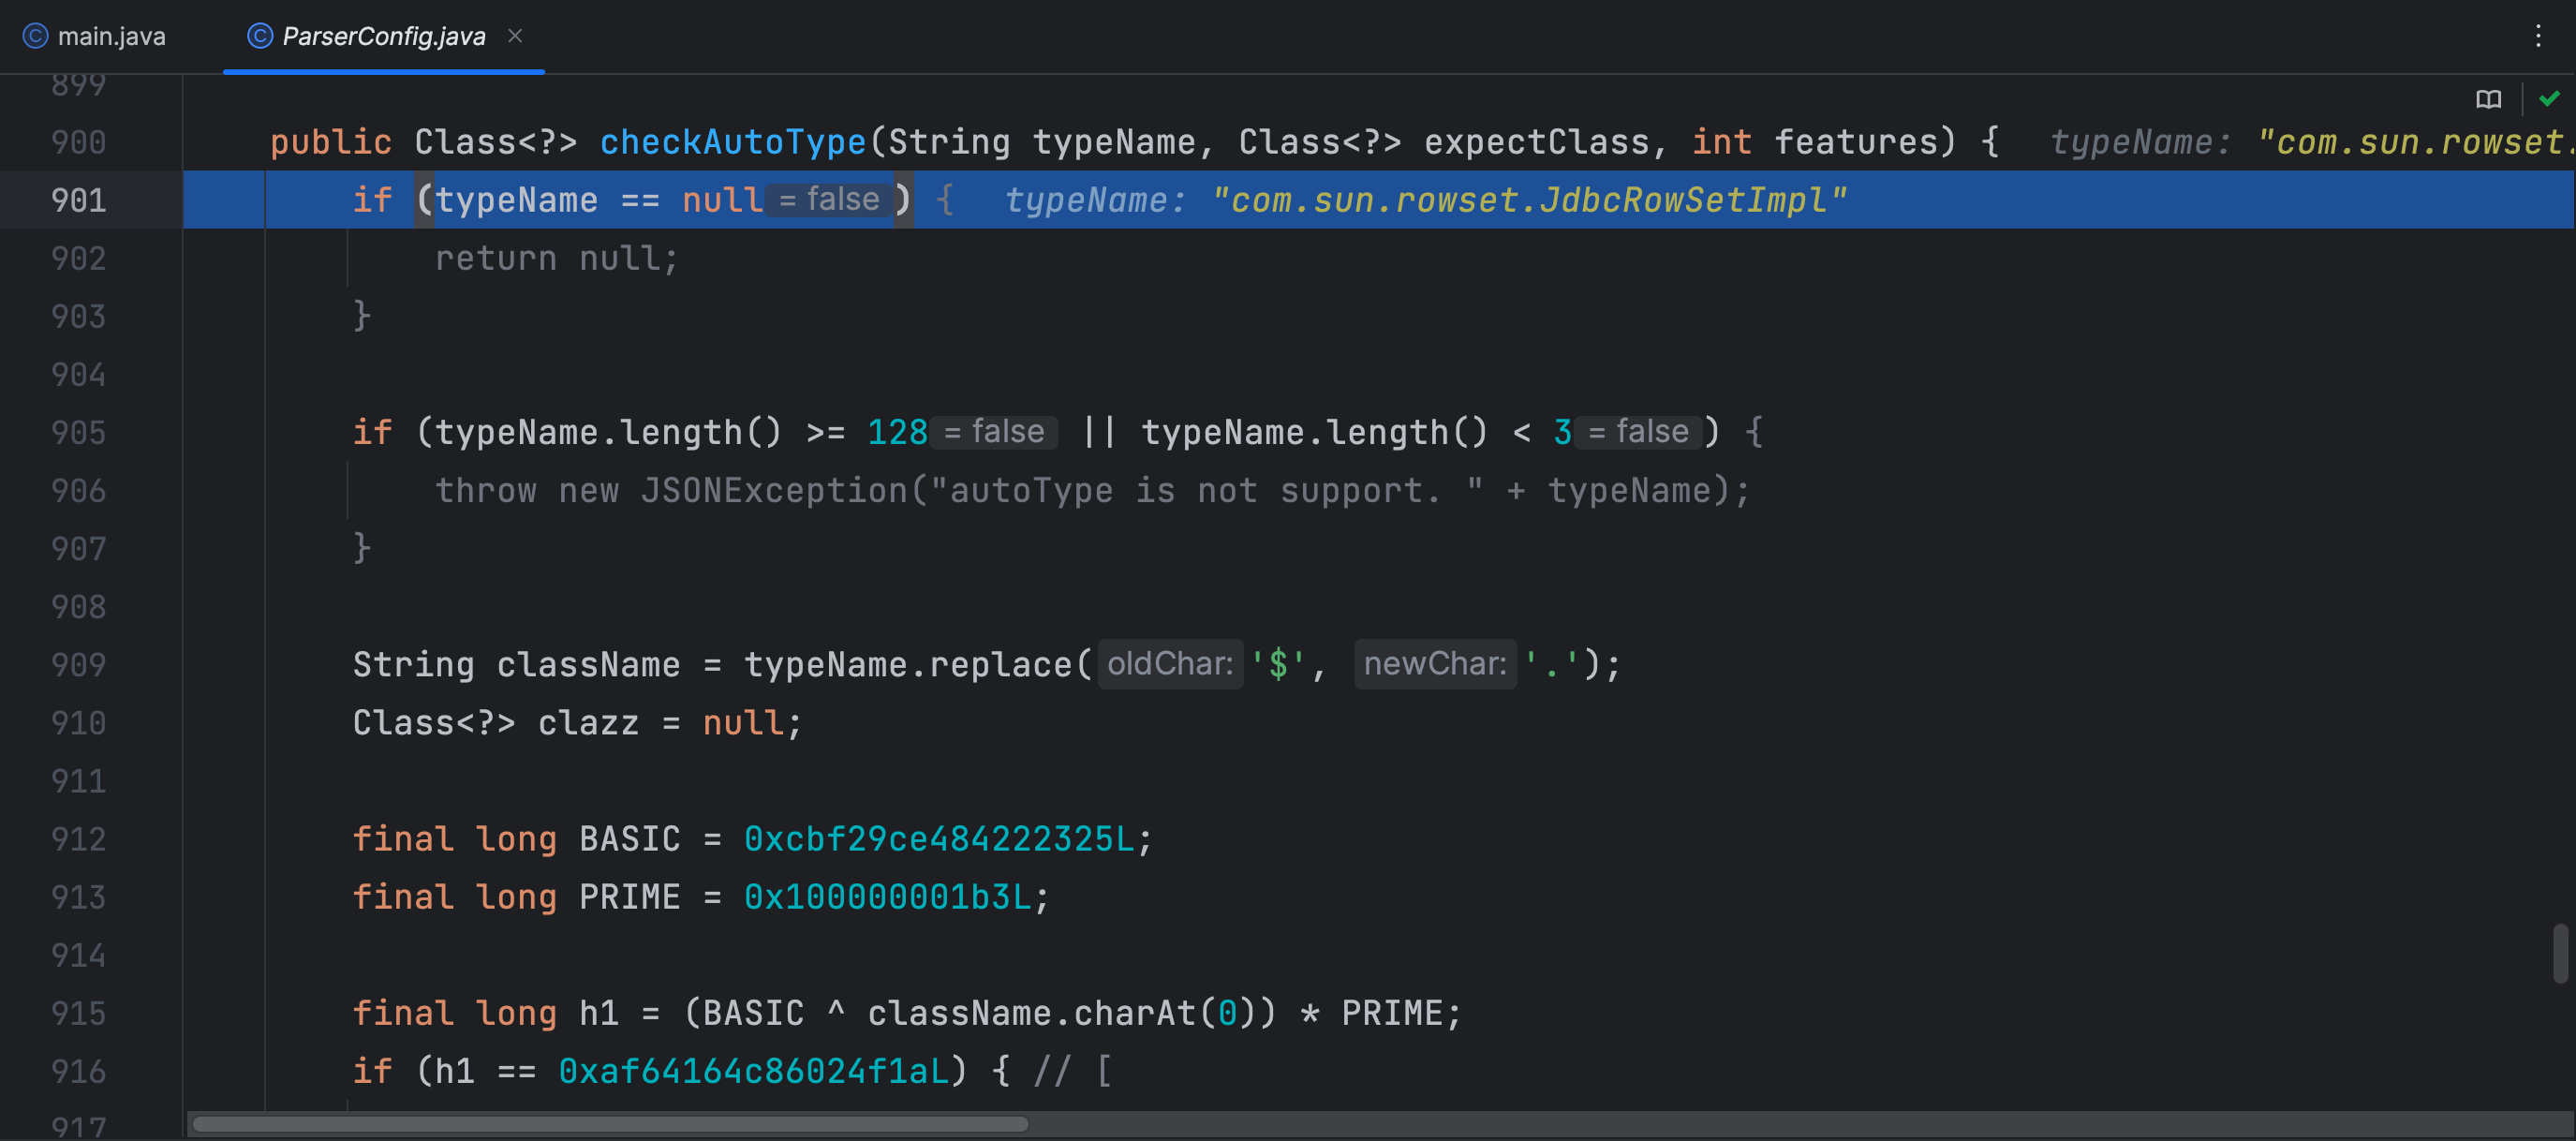 main.java ParserConfig.java
899
900 public Class<?> checkAutoType(String typeName, Class<?> expectClass, int features) { typeName: "com.sun.rowset.
901 if (typeName == null = false ) { typeName: "com.sun.rowset.JdbcRowSetImpl"
902 return null;
903 }
904
905 if (typeName.length() >= 128 = false || typeName.length() < 3 = false ) {
906 throw new JSONException("autoType is not support. " + typeName);
907 }
908
909 String className = typeName.replace( oldChar: '$', newChar: '.');
910 Class<?> clazz = null;
911
912 final long BASIC = 0xcbf29ce484222325L;
913 final long PRIME = 0x100000001b3L;
914
915 final long h1 = (BASIC ^ className.charAt(0)) * PRIME;
916 if (h1 == 0xaf64164c86024f1aL) { // [
917